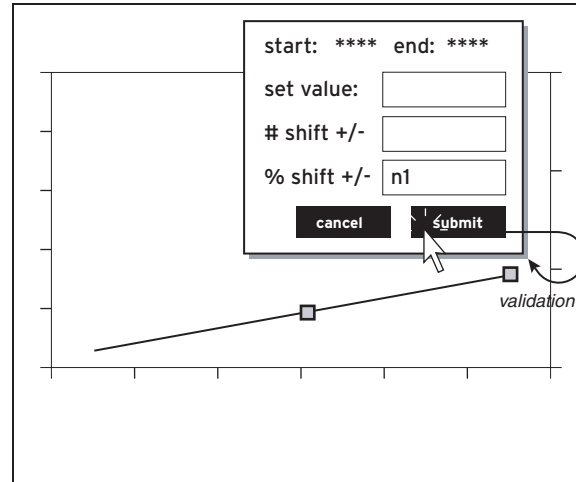 start: **** end: ****
set value:
# shift +/-
% shift +/- n1
cancel submit
validation